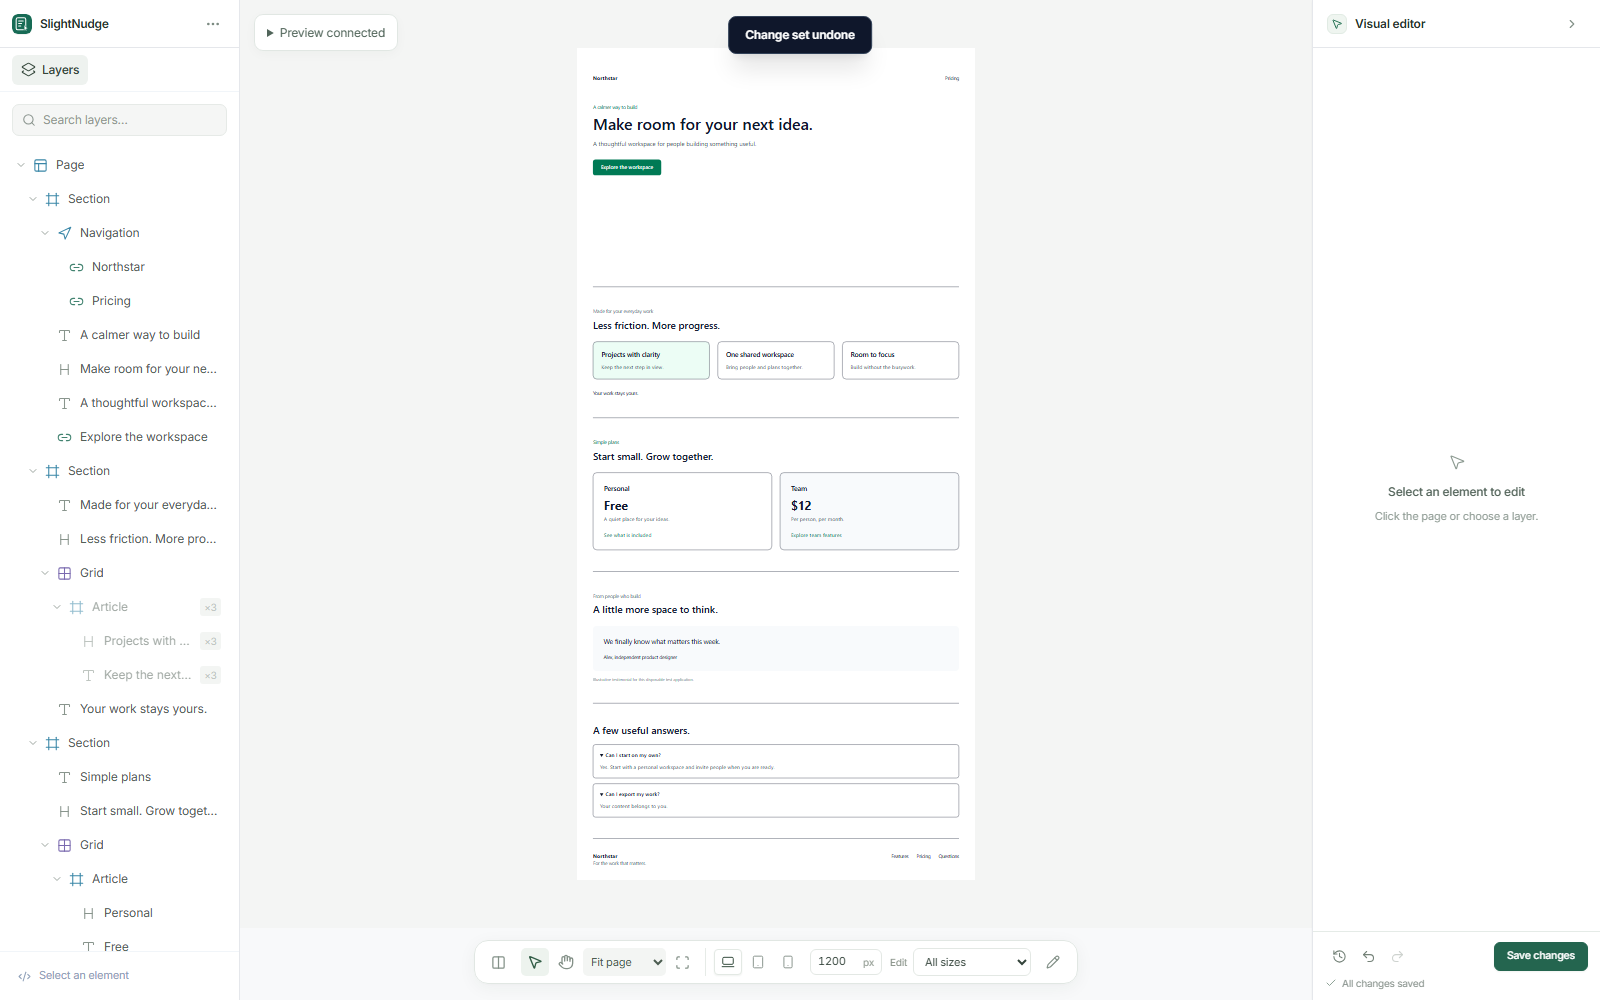 SlightNudge
Layers
Search layers...
Page
Section
Navigation
Northstar
Pricing
A calmer way to build
Make room for your ne...
A thoughtful workspac...
Explore the workspace
Section
Made for your everyda...
Less friction. More pro...
Grid
Article ×3
Projects with ... ×3
Keep the next... ×3
Your work stays yours.
Section
Simple plans
Start small. Grow toget...
Grid
Article
Personal
Free
Select an element
Preview connected
Change set undone
Northstar Pricing
A calmer way to build
Make room for your next idea.
A thoughtful workspace for people building something useful.
Explore the workspace
Made for your everyday work
Less friction. More progress.
Projects with clarity
Keep the next step in view.
One shared workspace
Bring people and plans together.
Room to focus
Build without the busywork.
Your work stays yours.
Simple plans
Start small. Grow together.
Personal
Free
A quiet place for your ideas.
See what is included
Team
$12
Per person, per month.
Explore team features
From people who build
A little more space to think.
We finally know what matters this week.
Alex, independent product designer
Illustrative testimonial for this disposable test application.
A few useful answers.
Can I start on my own?
Yes. Start with a personal workspace and invite people when you are ready.
Can I export my work?
Your content belongs to you.
Northstar
For the work that matters.
Features Pricing Questions
Fit page
1200 px
Edit
All sizes
Visual editor
Select an element to edit
Click the page or choose a layer.
Save changes
All changes saved